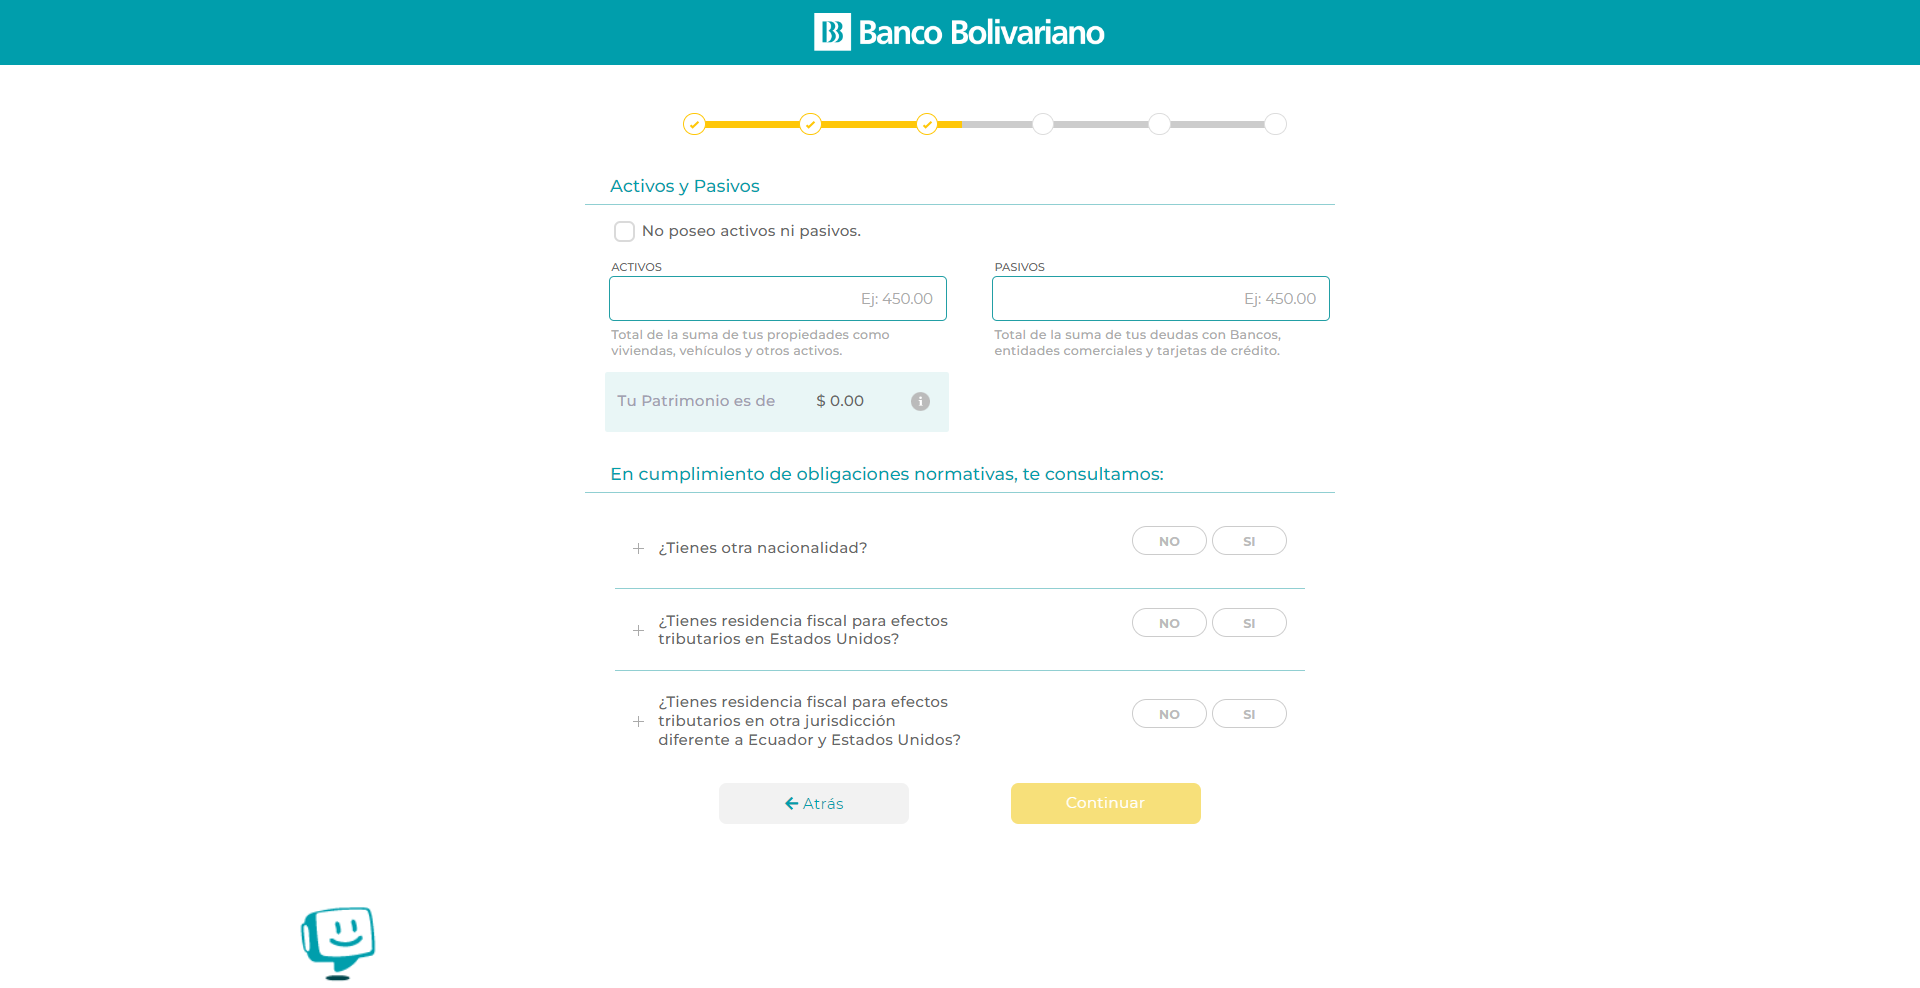 Banco Bolivariano
Activos y Pasivos
No poseo activos ni pasivos.
ACTIVOS
Ej: 450.00
Total de la suma de tus propiedades como
viviendas, vehículos y otros activos.
PASIVOS
Ej: 450.00
Total de la suma de tus deudas con Bancos,
entidades comerciales y tarjetas de crédito.
Tu Patrimonio es de $ 0.00
En cumplimiento de obligaciones normativas, te consultamos:
¿Tienes otra nacionalidad?
NO SI
¿Tienes residencia fiscal para efectos
tributarios en Estados Unidos?
NO SI
¿Tienes residencia fiscal para efectos
tributarios en otra jurisdicción
diferente a Ecuador y Estados Unidos?
NO SI
Atrás
Continuar